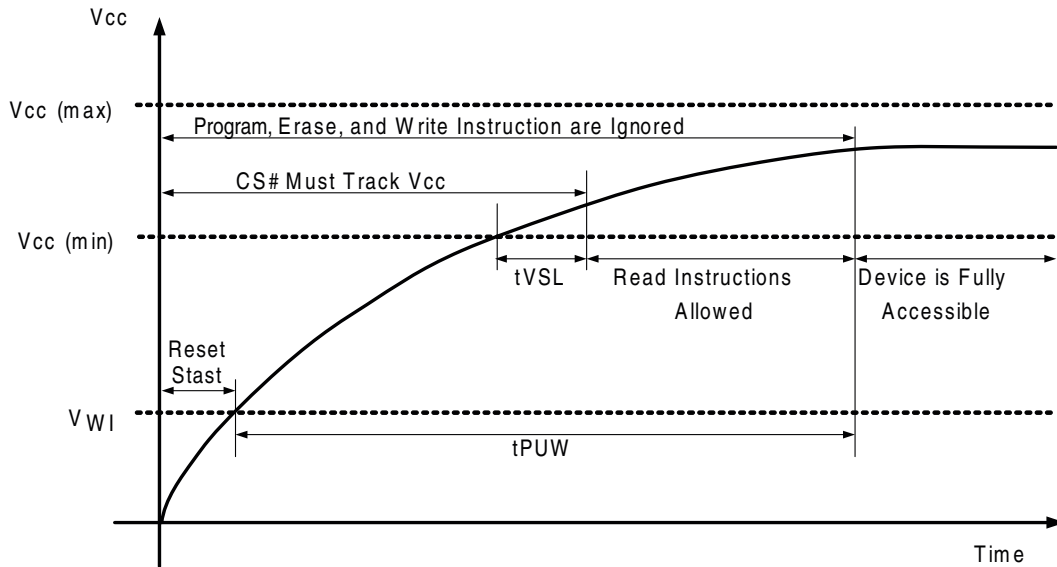 Vcc
Vcc (max)
Program, Erase, and Write Instruction are Ignored
CS# Must Track Vcc
Vcc (min)
tVSL
Read Instructions
Allowed
Device is Fully
Accessible
Reset
Stast
VWI
tPUW
Time